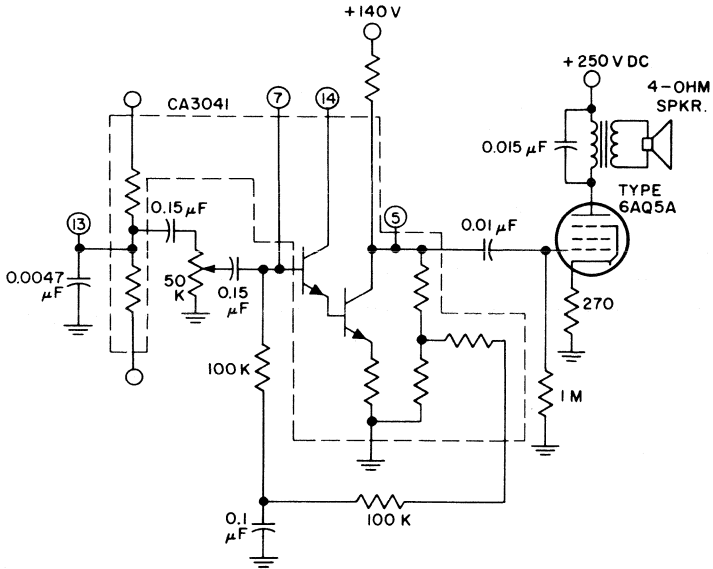 +140 V
+250 V DC
4-OHM
SPKR.
CA3041
7
14
0.015 μF
TYPE
6AQ5A
13
0.15 μF
5
0.01 μF
0.0047
μF
50
K
0.15
μF
270
100 K
1 M
0.1
μF
100 K